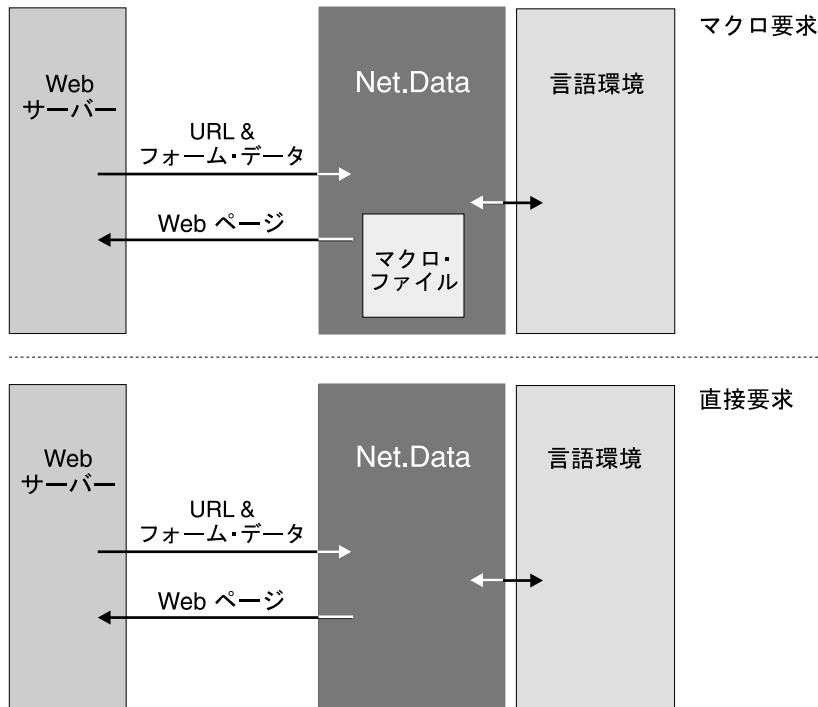 マクロ要求
Web
サーバー
Net.Data
言語環境
URL &
フォーム・データ
Web ページ
マクロ・
ファイル
直接要求
Web
サーバー
Net.Data
言語環境
URL &
フォーム・データ
Web ページ